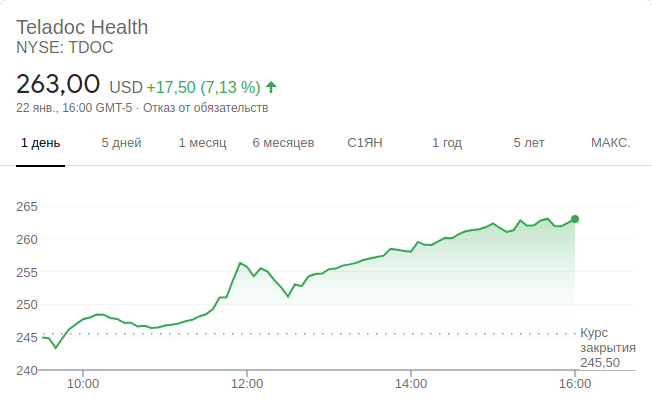 Teladoc Health
NYSE: TDOC
263,00 USD +17,50 (7,13 %)
22 янв., 16:00 GMT-5 · Отказ от обязательств
1 день 5 дней 1 месяц 6 месяцев С1ЯН 1 год 5 лет МАКС.
265
260
255
250
245
240
Курс
закрытия
245,50
10:00 12:00 14:00 16:00